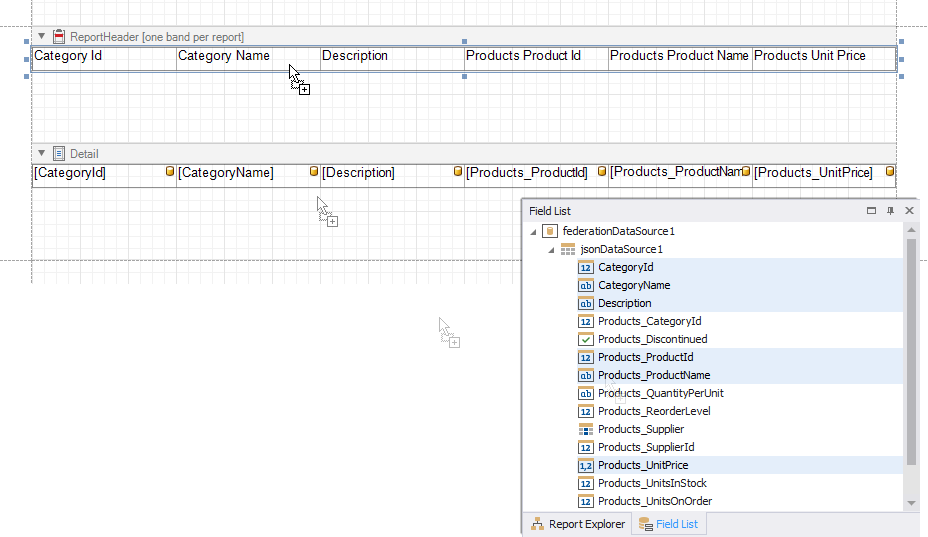 ReportHeader [one band per report]
Category Id Category Name Description Products Product Id Products Product Name Products Unit Price
Detail
[CategoryId] [CategoryName] [Description] [Products_ProductId] [Products_ProductNam [Products_UnitPrice]
Field List
federationDataSource1
jsonDataSource1
12 CategoryId
ab CategoryName
ab Description
12 Products_CategoryId
Products_Discontinued
12 Products_ProductId
ab Products_ProductName
ab Products_QuantityPerUnit
12 Products_ReorderLevel
Products_Supplier
12 Products_SupplierId
1,2 Products_UnitPrice
12 Products_UnitsInStock
12 Products_UnitsOnOrder
Report Explorer Field List